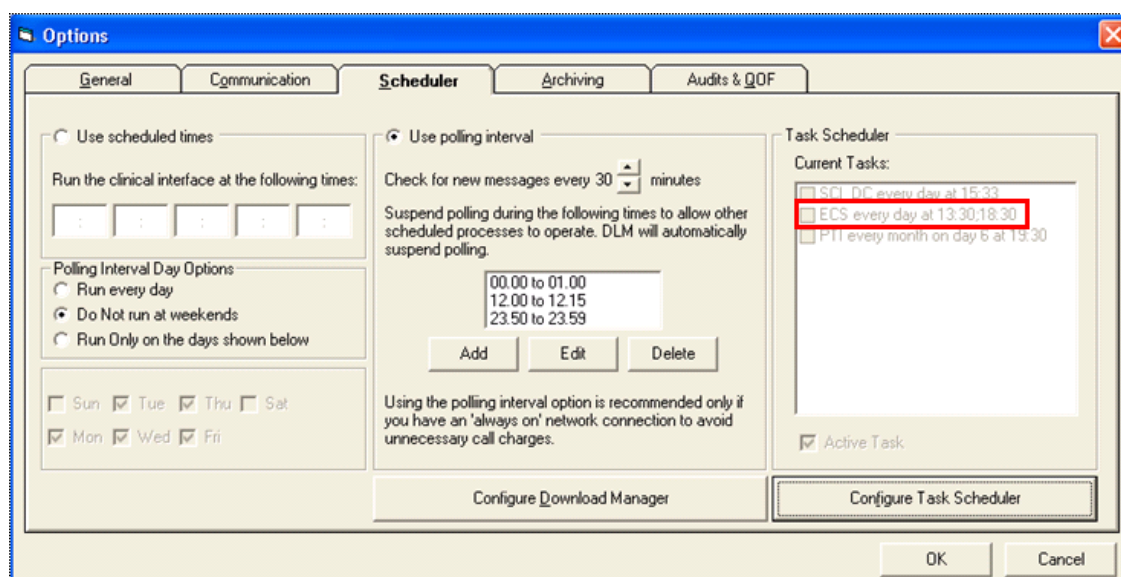 Options
General
Communication
Scheduler
Archiving
Audits & QOF
Use scheduled times
Run the clinical interface at the following times:
: : : : :
Polling Interval Day Options
Run every day
Do Not run at weekends
Run Only on the days shown below
Sun Tue Thu Sat
Mon Wed Fri
Use polling interval
Check for new messages every 30 minutes
Suspend polling during the following times to allow other
scheduled processes to operate. DLM will automatically
suspend polling.
00.00 to 01.00
12.00 to 12.15
23.50 to 23.59
Add
Edit
Delete
Using the polling interval option is recommended only if
you have an 'always on' network connection to avoid
unnecessary call charges.
Configure Download Manager
Task Scheduler
Current Tasks:
SCI_DC every day at 15:33
ECS every day at 13:30;18:30
PTI every month on day 6 at 19:30
Active Task
Configure Task Scheduler
OK
Cancel